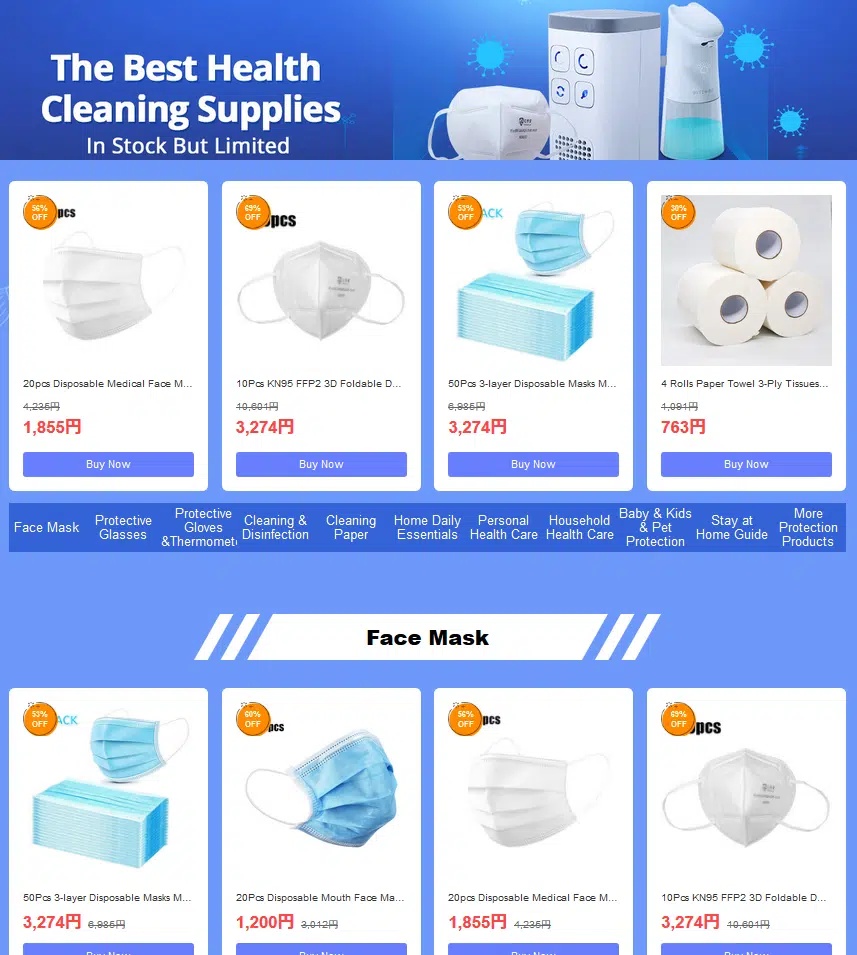 The Best Health
Cleaning Supplies
In Stock But Limited
56%
OFF
pcs
69%
OFF
pcs
53%
OFF
ACK
30%
OFF
20pcs Disposable Medical Face M...
10Pcs KN95 FFP2 3D Foldable D...
50Pcs 3-layer Disposable Masks M...
4 Rolls Paper Towel 3-Ply Tissues...
4,235円
10,601円
6,985円
1,091円
1,855円
3,274円
3,274円
763円
Buy Now
Buy Now
Buy Now
Buy Now
Face Mask
Protective
Glasses
Protective
Gloves
&Thermomet
Cleaning &
Disinfection
Cleaning
Paper
Home Daily
Essentials
Personal
Health Care
Household
Health Care
Baby & Kids
& Pet
Protection
Stay at
Home Guide
More
Protection
Products
Face Mask
53%
OFF
ACK
60%
OFF
pcs
56%
OFF
pcs
69%
OFF
pcs
50Pcs 3-layer Disposable Masks M...
20Pcs Disposable Mouth Face Ma...
20pcs Disposable Medical Face M...
10Pcs KN95 FFP2 3D Foldable D...
3,274円 6,985円
1,200円 3,012円
1,855円 4,235円
3,274円 10,601円
Buy Now
Buy Now
Buy Now
Buy Now